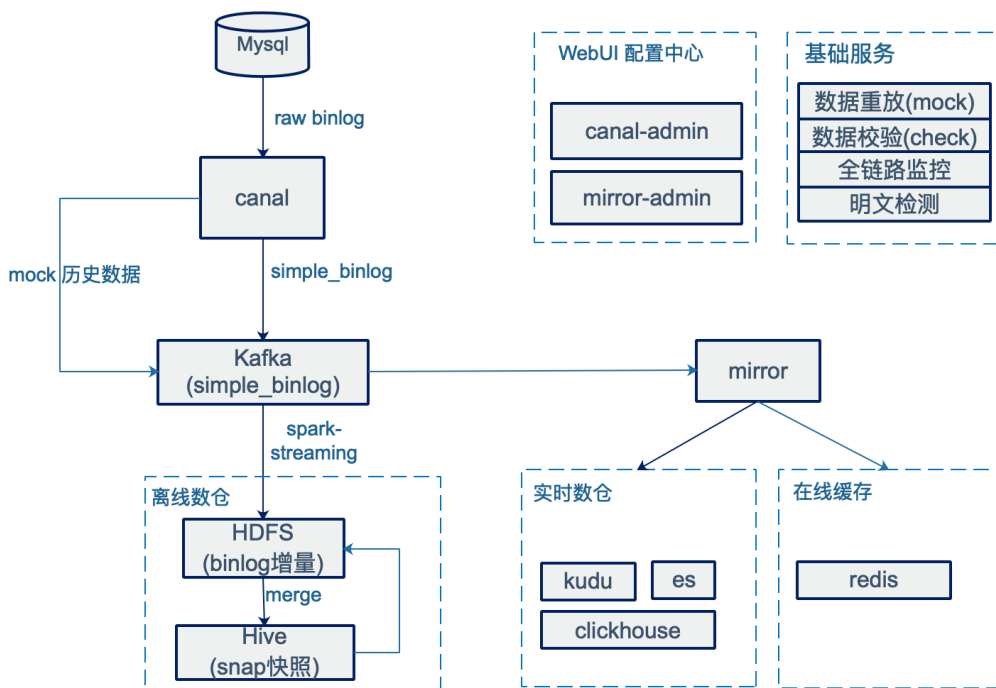 Mysql
raw binlog
canal
mock 历史数据
simple_binlog
Kafka
(simple_binlog)
spark-
streaming
离线数仓
HDFS
(binlog增量)
merge
Hive
(snap快照)
WebUI 配置中心
canal-admin
mirror-admin
基础服务
数据重放(mock)
数据校验(check)
全链路监控
明文检测
mirror
实时数仓
kudu
es
clickhouse
在线缓存
redis